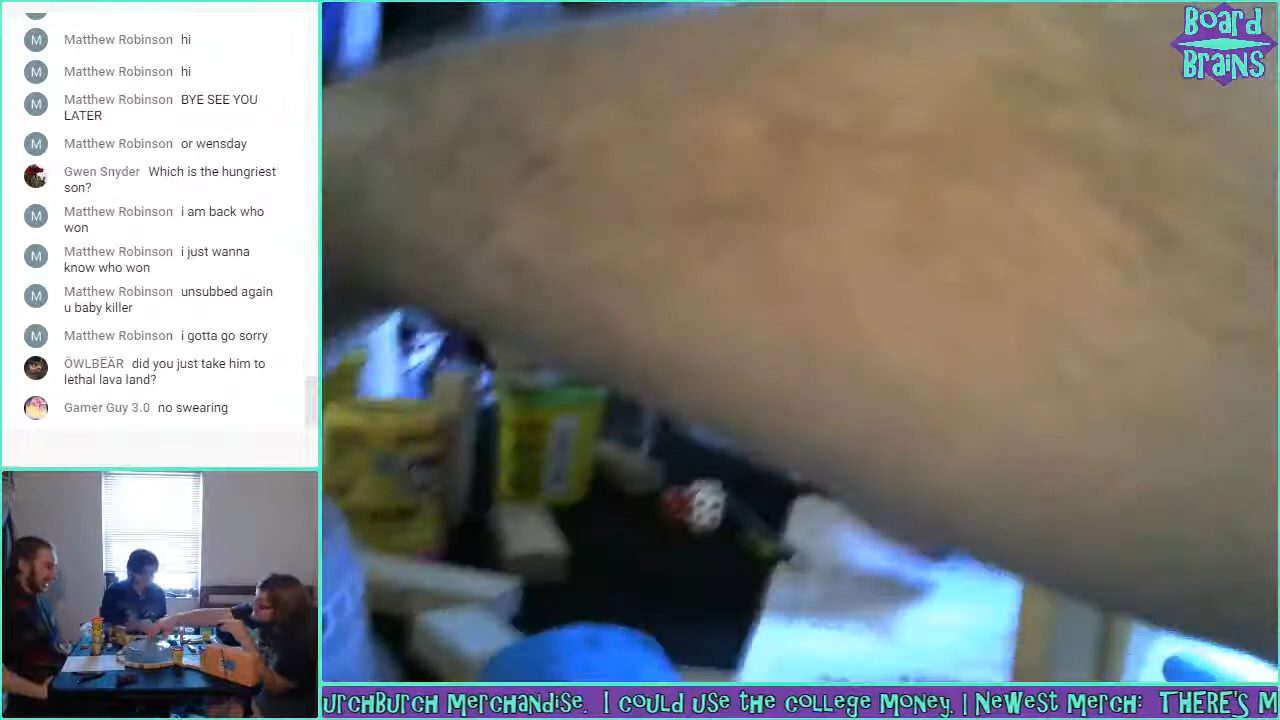 Matthew Robinson hi
Matthew Robinson hi
Matthew Robinson BYE SEE YOU
LATER
Matthew Robinson or wensday
Gwen Snyder Which is the hungriest
son?
Matthew Robinson i am back who
won
Matthew Robinson i just wanna
know who won
Matthew Robinson unsubbed again
u baby killer
Matthew Robinson i gotta go sorry
ÖWLBËÄR did you just take him to
lethal lava land?
Gamer Guy 3.0 no swearing
BOARD
BRAINS
urchBurch Merchandise. I could use the college money. | Newest Merch: THERE'S M